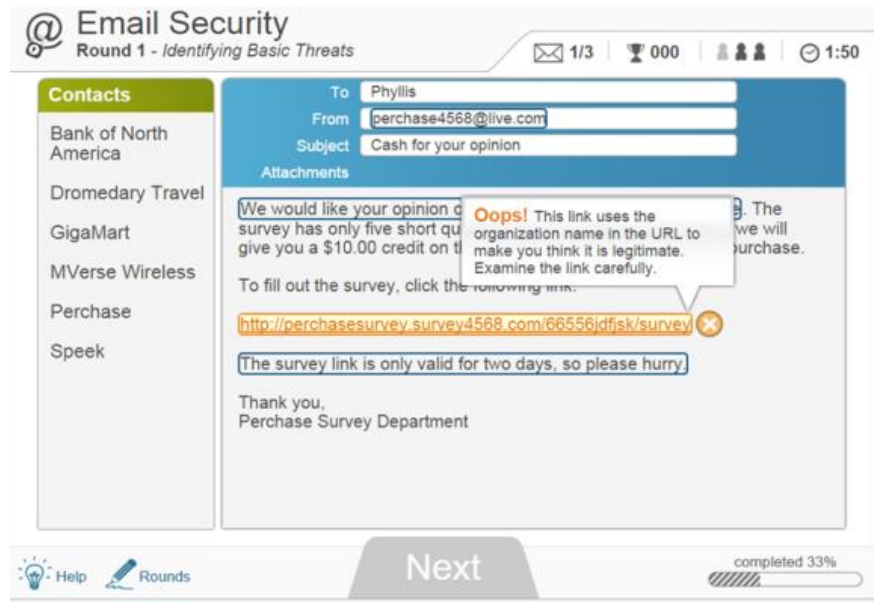 @ Email Security
Round 1 - Identifying Basic Threats
1/3
000
1:50
Contacts
Bank of North
America
Dromedary Travel
GigaMart
MVerse Wireless
Perchase
Speek
To Phyllis
From perchase4568@live.com
Subject Cash for your opinion
Attachments
We would like your opinion . The
survey has only five short we will
give you a $10.00 credit on purchase.
To fill out the survey, click the following link:
http://perchasesurvey.survey4568.com/66556jdfjsk/survey
The survey link is only valid for two days, so please hurry.
Thank you,
Perchase Survey Department
Oops! This link uses the
organization name in the URL to
make you think it is legitimate.
Examine the link carefully.
Help
Rounds
Next
completed 33%